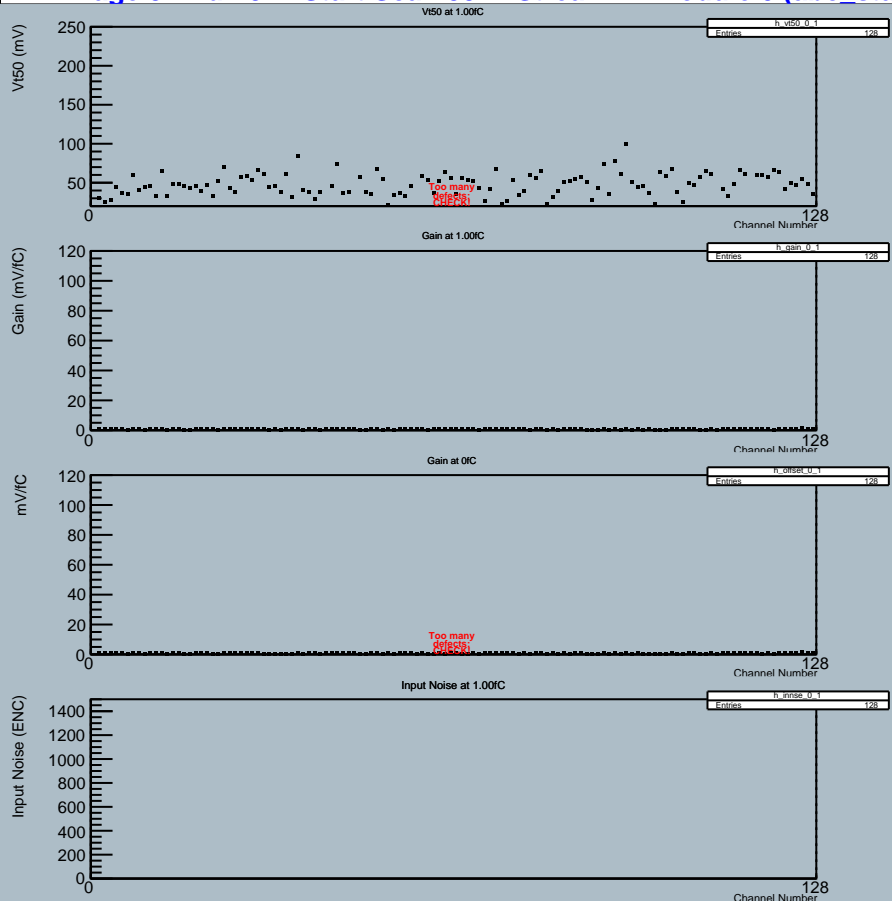 Vt50 at 1.00fC
h_vt50_0_1
Entries 128
Vt50 (mV)
250
200
150
100
50
Too many
defects:
CHECK!
0
128
Channel Number
Gain at 1.00fC
h_gain_0_1
Entries 128
Gain (mV/fC)
120
100
80
60
40
20
0
0
128
Channel Number
Gain at 0fC
h_offset_0_1
Entries 128
mV/fC
120
100
80
60
40
20
0
Too many
defects:
CHECK!
0
128
Channel Number
Input Noise at 1.00fC
h_innse_0_1
Entries 128
Input Noise (ENC)
1400
1200
1000
800
600
400
200
0
0
128
Channel Number